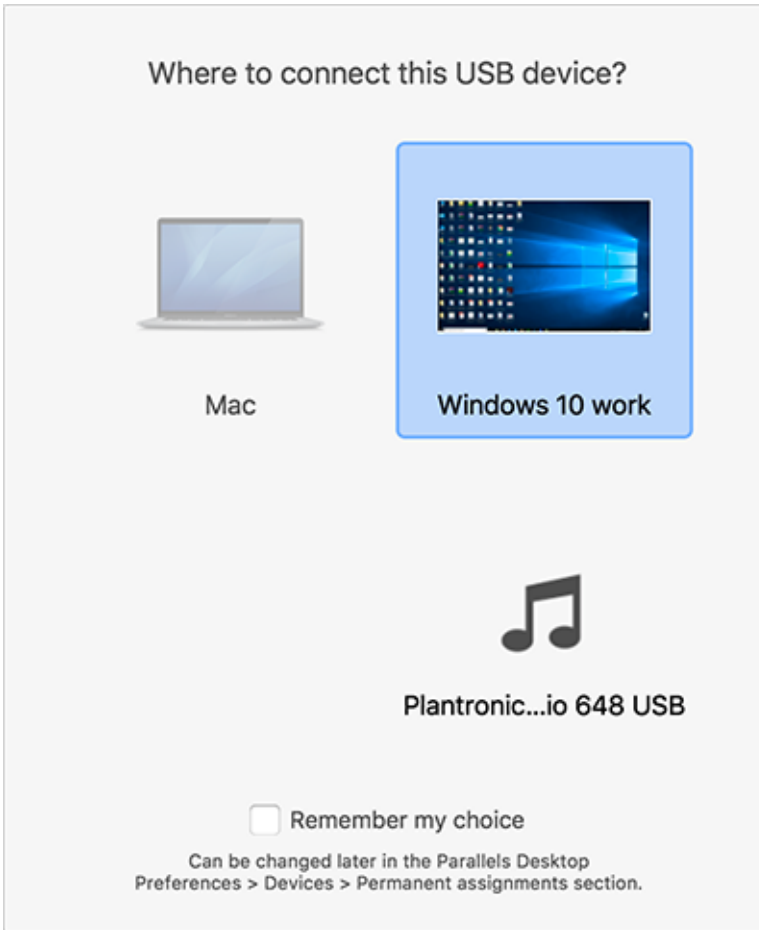 Where to connect this USB device?
Mac
Windows 10 work
Plantronic...io 648 USB
Remember my choice
Can be changed later in the Parallels Desktop
Preferences > Devices > Permanent assignments section.